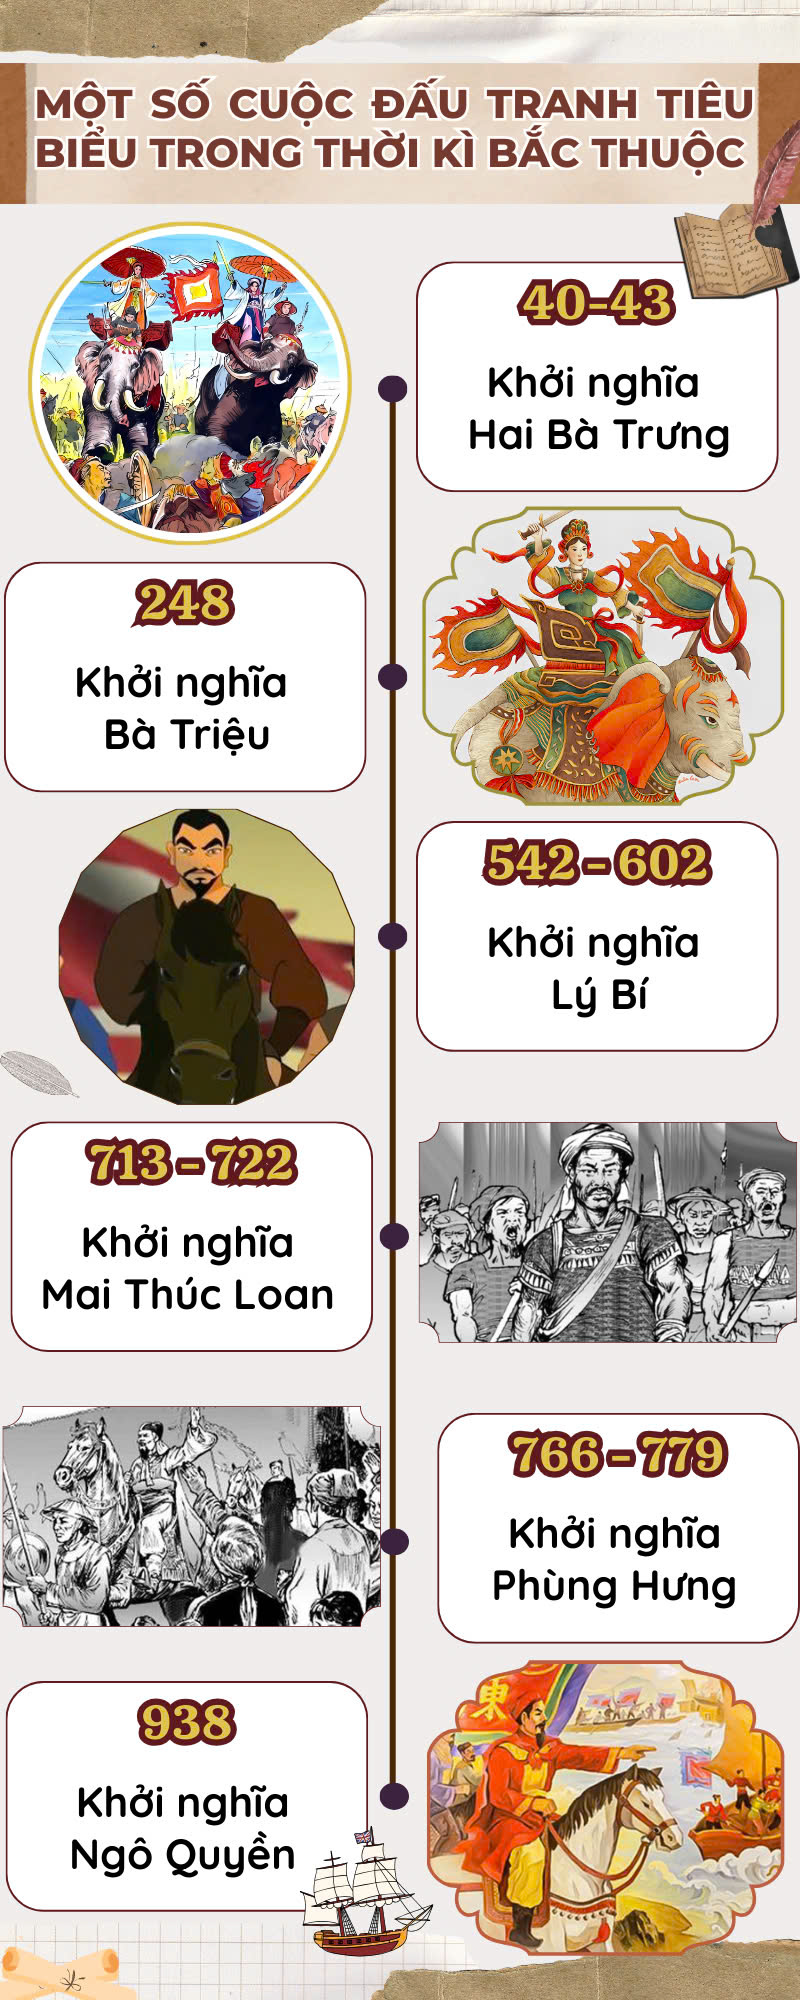 MỘT SỐ CUỘC ĐẤU TRANH TIÊU
BIỂU TRONG THỜI KÌ BẮC THUỘC
40-43
Khởi nghĩa
Hai Bà Trưng
248
Khởi nghĩa
Bà Triệu
542-602
Khởi nghĩa
Lý Bí
713-722
Khởi nghĩa
Mai Thúc Loan
766-779
Khởi nghĩa
Phùng Hưng
938
Khởi nghĩa
Ngô Quyền
東